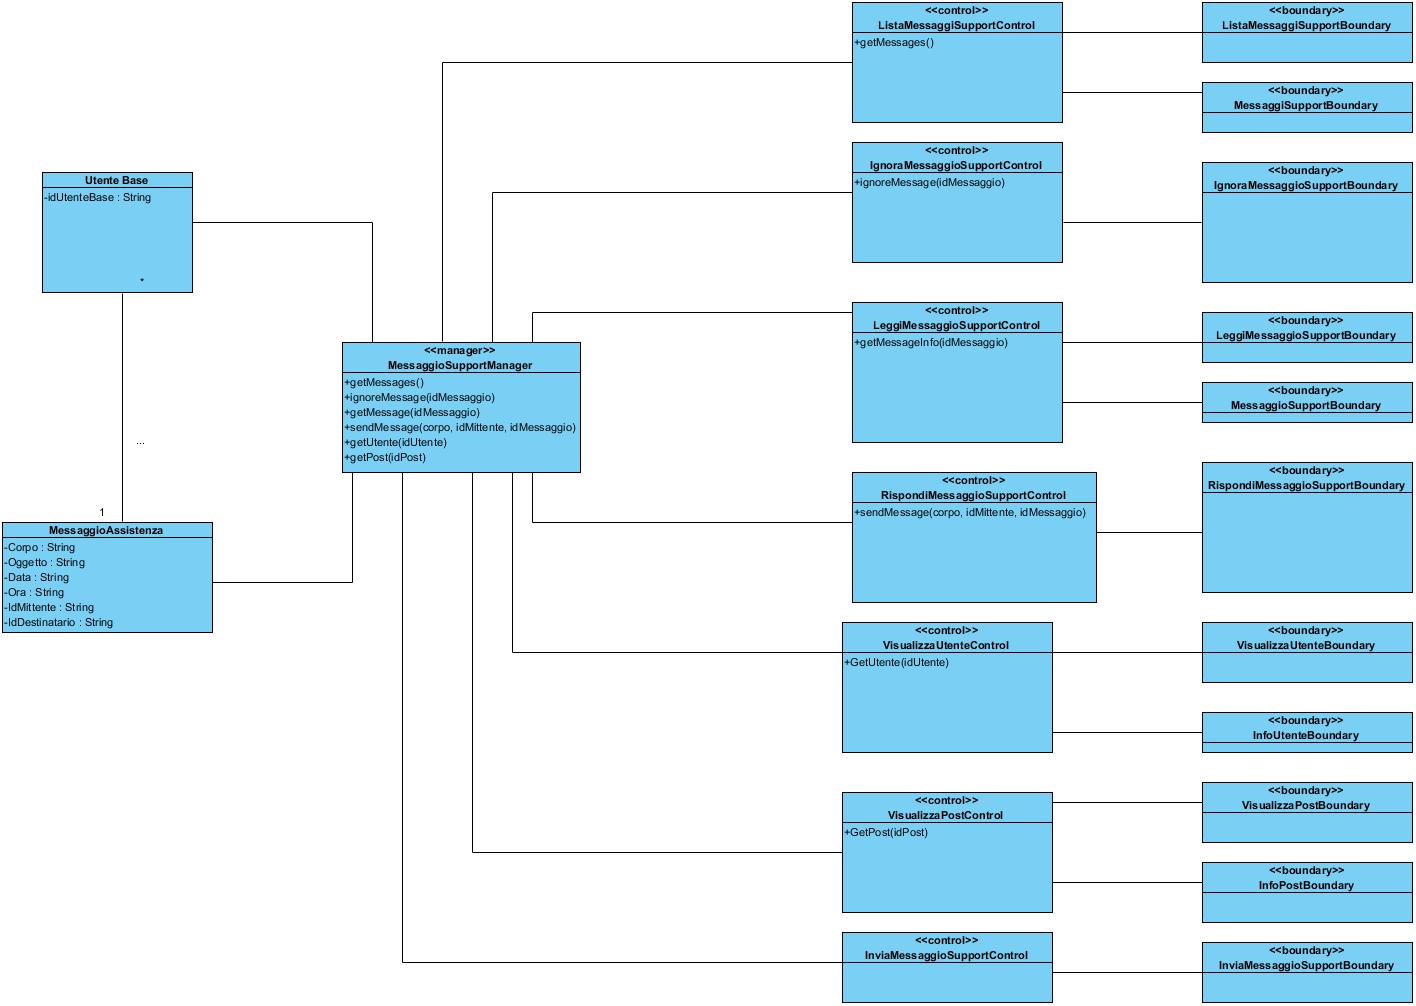 <<control>>
ListaMessaggiSupportControl
+getMessages()
<<boundary>>
ListaMessaggiSupportBoundary
<<boundary>>
MessaggiSupportBoundary
<<control>>
IgnoraMessaggioSupportControl
+ignoreMessage(idMessaggio)
<<boundary>>
IgnoraMessaggioSupportBoundary
Utente Base
-idUtenteBase : String
*
...
1
MessaggioAssistenza
-Corpo : String
-Oggetto : String
-Data : String
-Ora : String
-IdMittente : String
-IdDestinatario : String
<<manager>>
MessaggioSupportManager
+getMessages()
+ignoreMessage(idMessaggio)
+getMessage(idMessaggio)
+sendMessage(corpo, idMittente, idMessaggio)
+getUtente(idUtente)
+getPost(idPost)
<<control>>
LeggiMessaggioSupportControl
+getMessageInfo(idMessaggio)
<<boundary>>
LeggiMessaggioSupportBoundary
<<boundary>>
MessaggioSupportBoundary
<<control>>
RispondiMessaggioSupportControl
+sendMessage(corpo, idMittente, idMessaggio)
<<boundary>>
RispondiMessaggioSupportBoundary
<<control>>
VisualizzaUtenteControl
+GetUtente(idUtente)
<<boundary>>
VisualizzaUtenteBoundary
<<boundary>>
InfoUtenteBoundary
<<control>>
VisualizzaPostControl
+GetPost(idPost)
<<boundary>>
VisualizzaPostBoundary
<<boundary>>
InfoPostBoundary
<<control>>
InviaMessaggioSupportControl
<<boundary>>
InviaMessaggioSupportBoundary